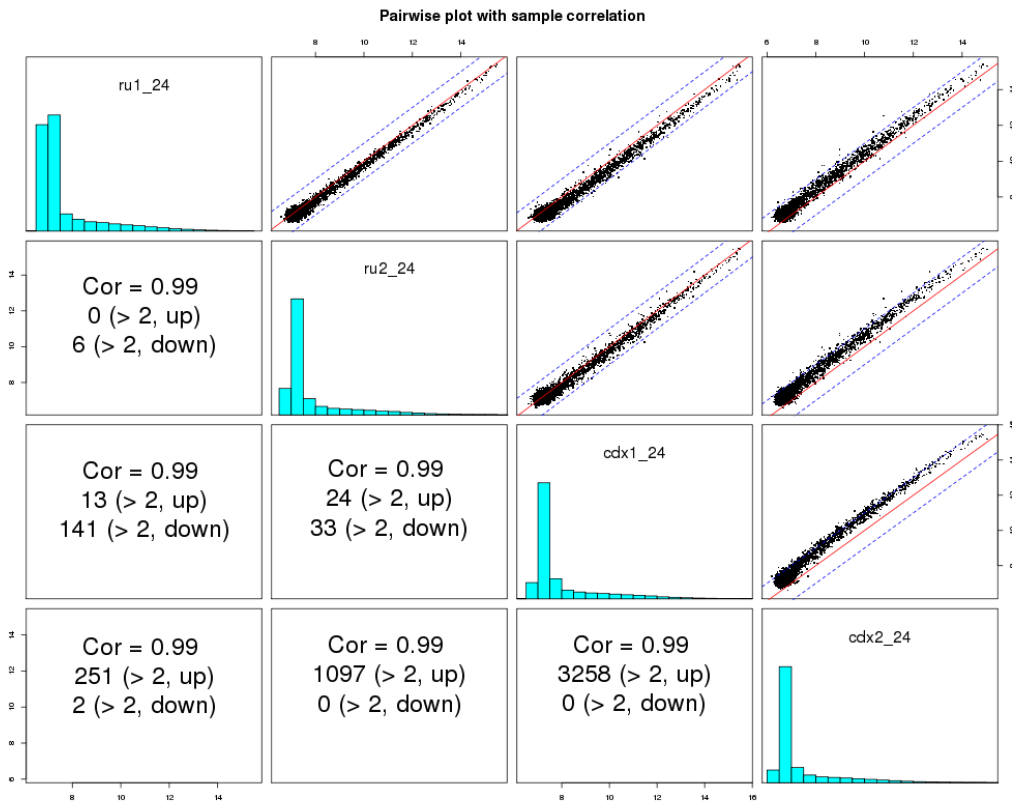 Pairwise plot with sample correlation
8 10 12 14
6 8 10 12 14
ru1_24
Cor = 0.99
0 (> 2, up)
6 (> 2, down)
ru2_24
14
12
10
8
Cor = 0.99
13 (> 2, up)
141 (> 2, down)
Cor = 0.99
24 (> 2, up)
33 (> 2, down)
cdx1_24
Cor = 0.99
251 (> 2, up)
2 (> 2, down)
Cor = 0.99
1097 (> 2, up)
0 (> 2, down)
Cor = 0.99
3258 (> 2, up)
0 (> 2, down)
cdx2_24
14
12
10
8
6
8 10 12 14
8 10 12 14 16